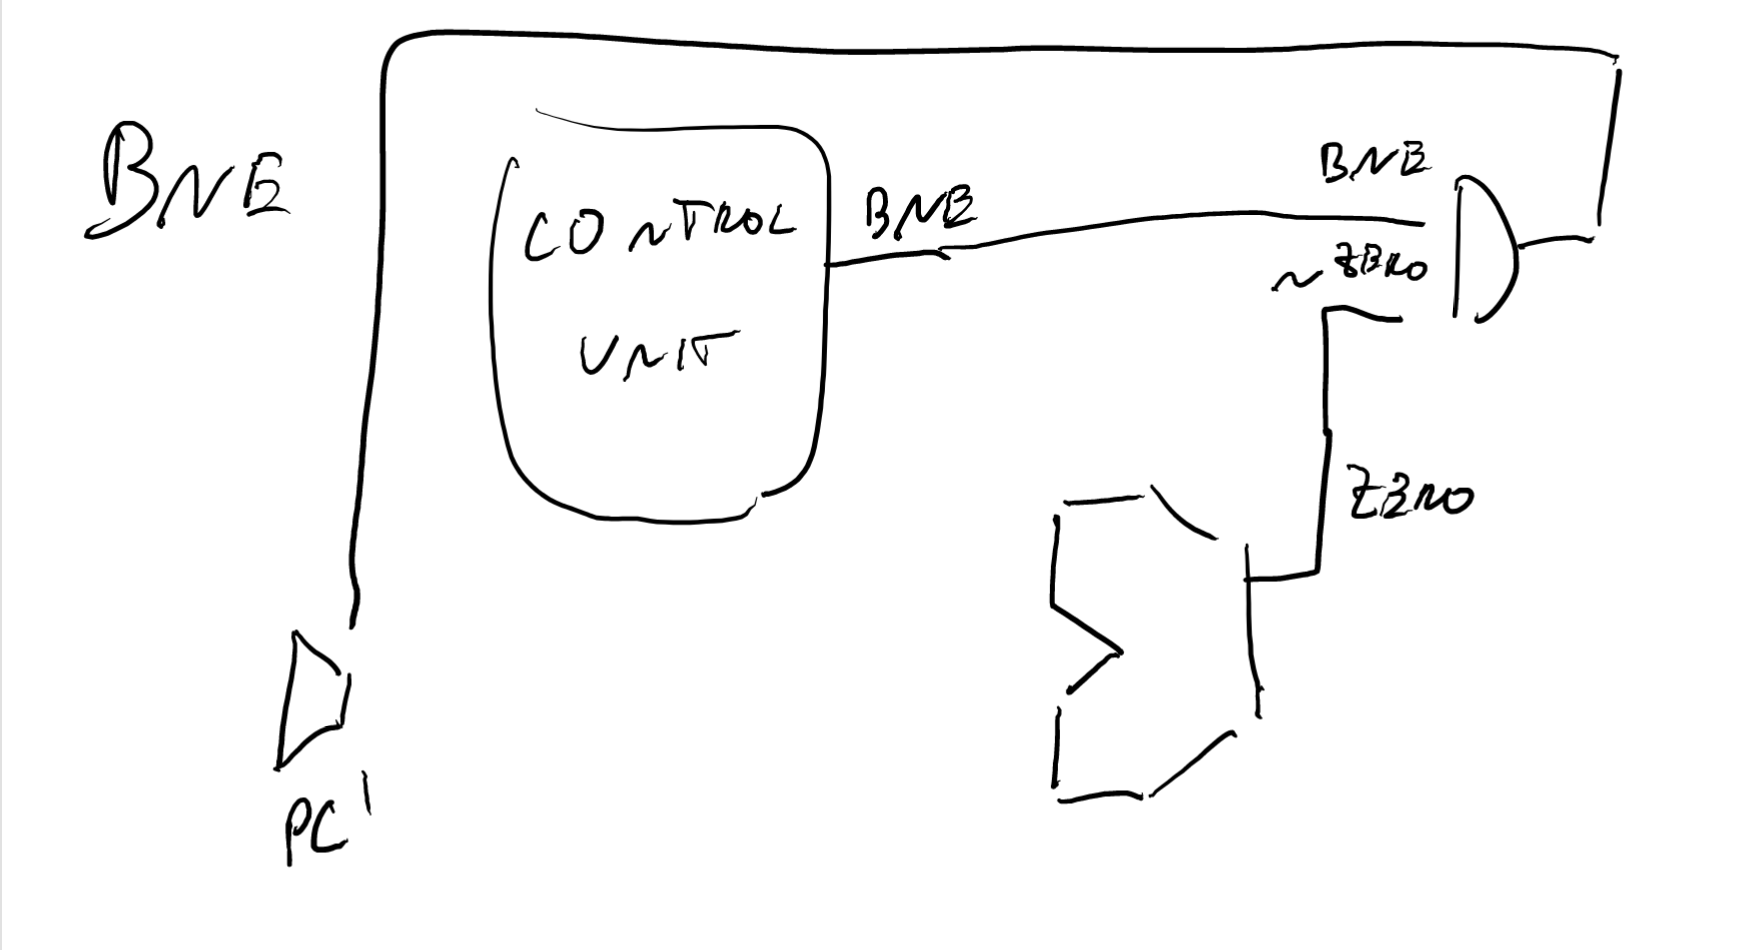 BNE
CONTROL
UNIT
BNE
BNE
~ZERO
ZERO
PC'